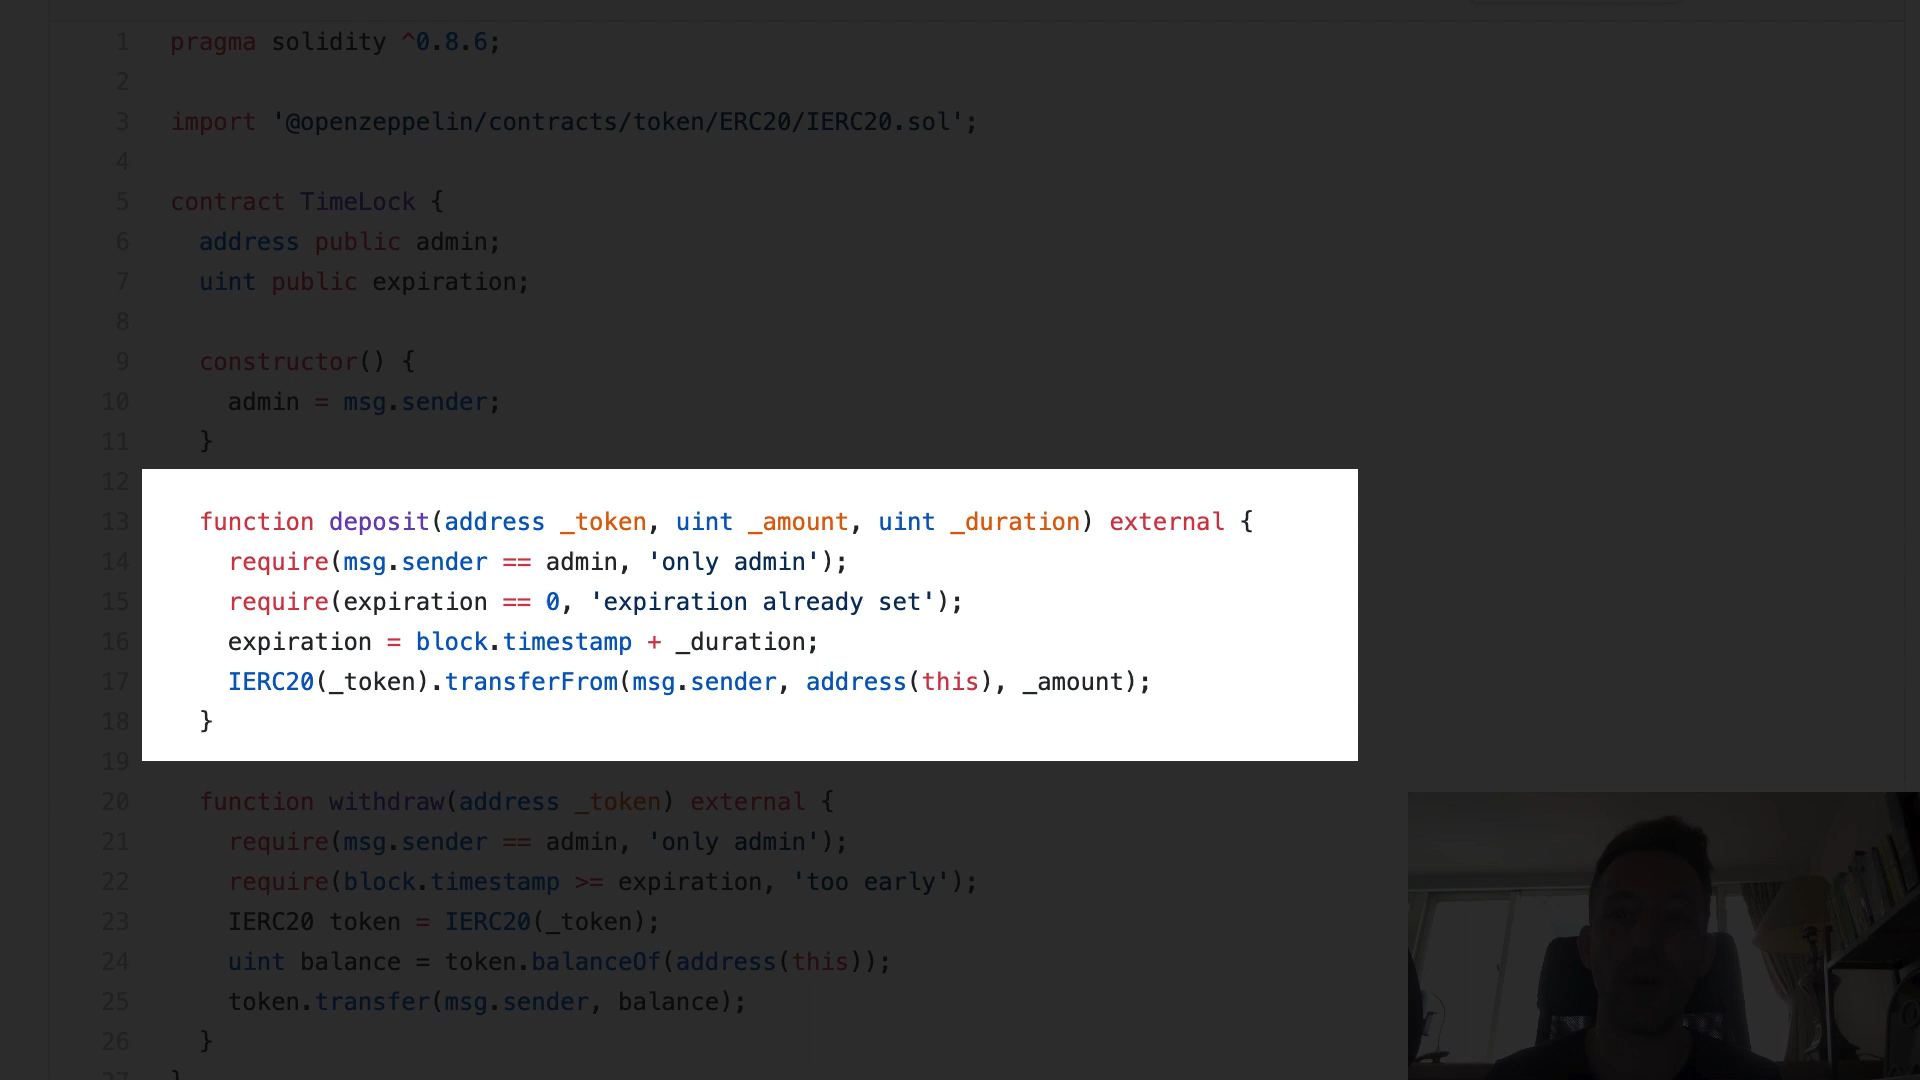 1 pragma solidity ^0.8.6;
2
3 import '@openzeppelin/contracts/token/ERC20/IERC20.sol';
4
5 contract TimeLock {
6 address public admin;
7 uint public expiration;
8
9 constructor() {
10 admin = msg.sender;
11 }
12
13 function deposit(address _token, uint _amount, uint _duration) external {
14 require(msg.sender == admin, 'only admin');
15 require(expiration == 0, 'expiration already set');
16 expiration = block.timestamp + _duration;
17 IERC20(_token).transferFrom(msg.sender, address(this), _amount);
18 }
19
20 function withdraw(address _token) external {
21 require(msg.sender == admin, 'only admin');
22 require(block.timestamp >= expiration, 'too early');
23 IERC20 token = IERC20(_token);
24 uint balance = token.balanceOf(address(this));
25 token.transfer(msg.sender, balance);
26 }
27 }